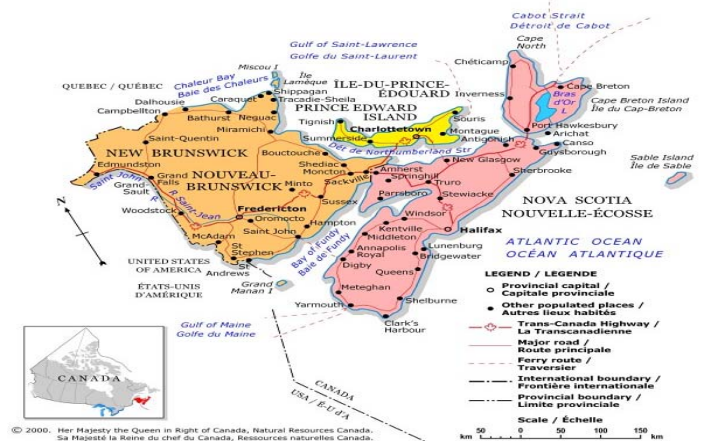 Cabot Strait
Détroit de Cabot
Cape
North
Gulf of Saint-Lawrence
Golfe du Saint-Laurent
Chéticamp
Miscou I
Île
Lamèque
Chaleur Bay
Baie des Chaleurs
QUEBEC / QUÉBEC
ÎLE-DU-PRINCE-
ÉDOUARD
PRINCE EDWARD
ISLAND
Inverness
Bras
d'Or
L
Cape Breton
Cape Breton Island
Île du Cap-Breton
Shippagan
Caraquet
Tracadie-Sheila
Dalhousie
Campbellton
Bathurst
Neguac
Tignish
Souris
Miramichi
Charlottetown
Montague
Summerside
Port Hawkesbury
Arichat
Antigonish
Canso
Guysborough
Saint-Quentin
NEW BRUNSWICK
NOUVEAU-
BRUNSWICK
Bouctouche
Dét de Northumberland Str
New Glasgow
Sherbrooke
Sable Island
Île de Sable
Edmundston
Saint John
R
R Saint-Jean
Grand
Falls
Grand-
Sault
Shediac
Moncton
Sackville
Amherst
Springhill
Truro
Parrsboro
Stewiacke
Minto
Sussex
Woodstock
Fredericton
Oromocto
Hampton
Saint John
Windsor
NOVA SCOTIA
NOUVELLE-ÉCOSSE
McAdam
St
Stephen
St
Andrews
Bay of Fundy
Baie de Fundy
Kentville
Middleton
Halifax
Annapolis
Royal
Lunenburg
Bridgewater
Digby
Queens
ATLANTIC OCEAN
OCÉAN ATLANTIQUE
UNITED STATES
OF AMERICA
ÉTATS-UNIS
D'AMÉRIQUE
Grand
Manan I
Meteghan
Yarmouth
Shelburne
Clark's
Harbour
Gulf of Maine
Golfe du Maine
N
LEGEND / LÉGENDE
Provincial capital /
Capitale provinciale
Other populated places /
Autres lieux habités
Trans-Canada Highway /
La Transcanadienne
Major road /
Route principale
Ferry route /
Traversier
International boundary /
Frontière internationale
Provincial boundary /
Limite provinciale
Scale / Échelle
km 50 0 50 100 150 km
CANADA
CANADA
USA / É-U d'A
© 2000. Her Majesty the Queen in Right of Canada, Natural Resources Canada.
Sa Majesté la Reine du chef du Canada, Ressources naturelles Canada.